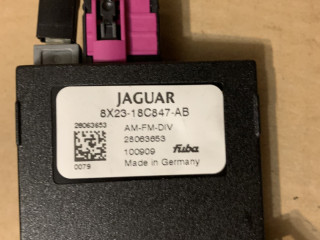 JAGUAR
8X23-18C847-AB
28063653 AM-FM-DIV
28063653
100909 fuba
0079 Made in Germany